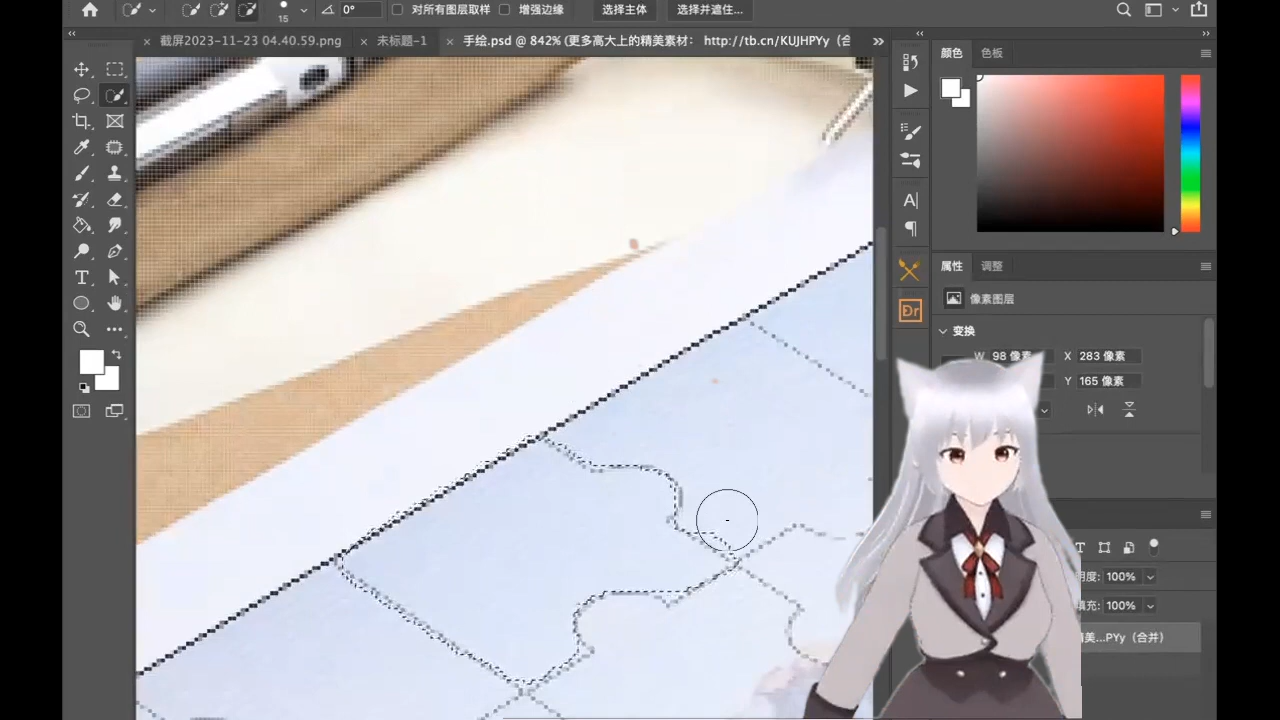 15
0°
对所有图层取样
增强边缘
选择主体
选择并遮住...
截屏2023-11-23 04.40.59.png
未标题-1
手绘.psd @ 842% (更多高大上的精美素材： http://tb.cn/KUJHPYy（合
颜色
色板
属性
调整
像素图层
变换
W
98 像素
X
283 像素
Y
165 像素
明度:
100%
填充:
100%
精美...PYy（合并）
A|
Dr
T
T